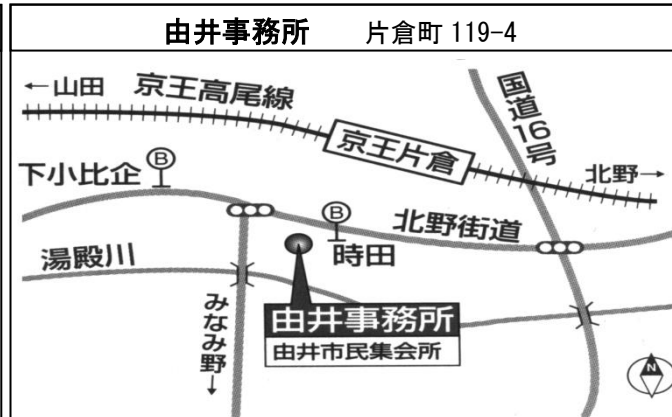 由井事務所　片倉町 119-4
←山田
京王高尾線
国道16号
京王片倉
北野→
下小比企
B
B
北野街道
時田
湯殿川
みなみ野↓
由井事務所
由井市民集会所
N